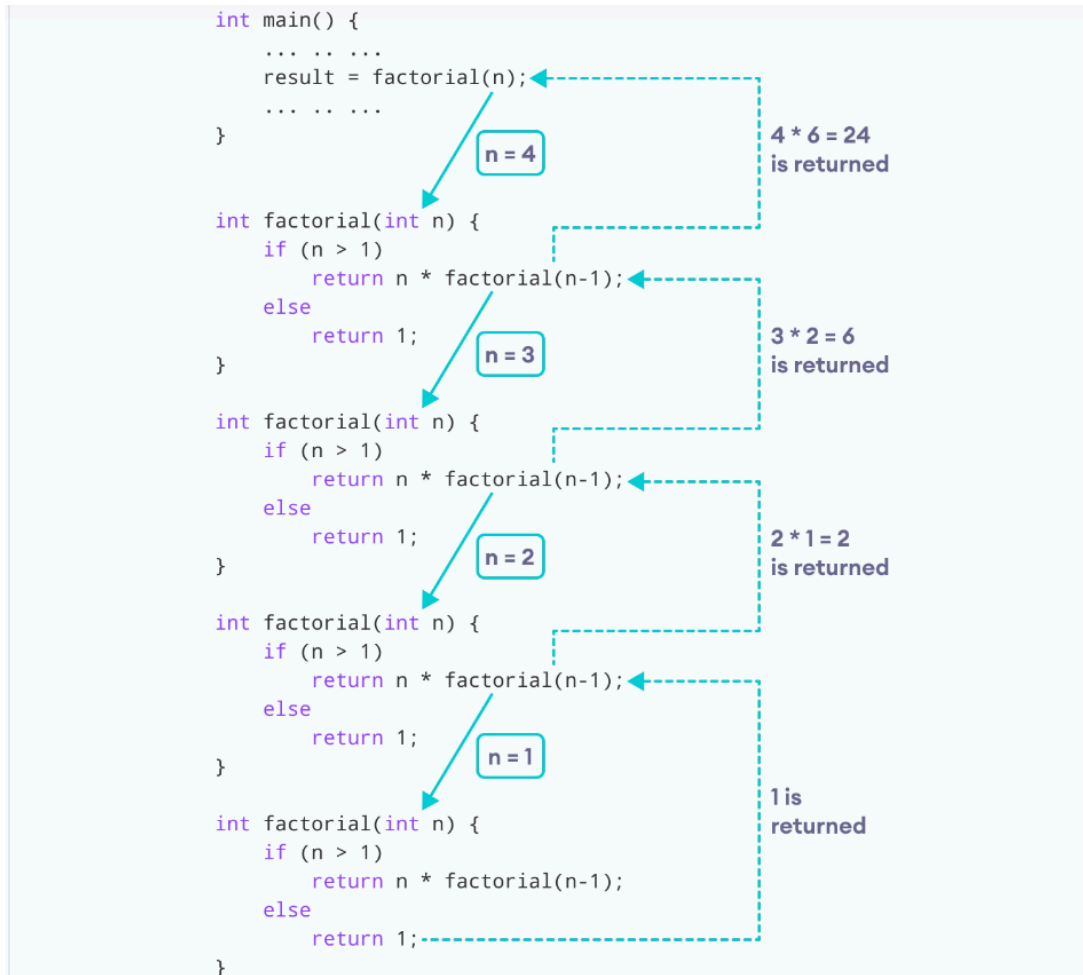 int main() {
... .. ...
result = factorial(n);
... .. ...
}
4 * 6 = 24
is returned
n = 4
int factorial(int n) {
if (n > 1)
return n * factorial(n-1);
else
return 1;
}
3 * 2 = 6
is returned
n = 3
int factorial(int n) {
if (n > 1)
return n * factorial(n-1);
else
return 1;
}
2 * 1 = 2
is returned
n = 2
int factorial(int n) {
if (n > 1)
return n * factorial(n-1);
else
return 1;
}
n = 1
1 is
returned
int factorial(int n) {
if (n > 1)
return n * factorial(n-1);
else
return 1;
}